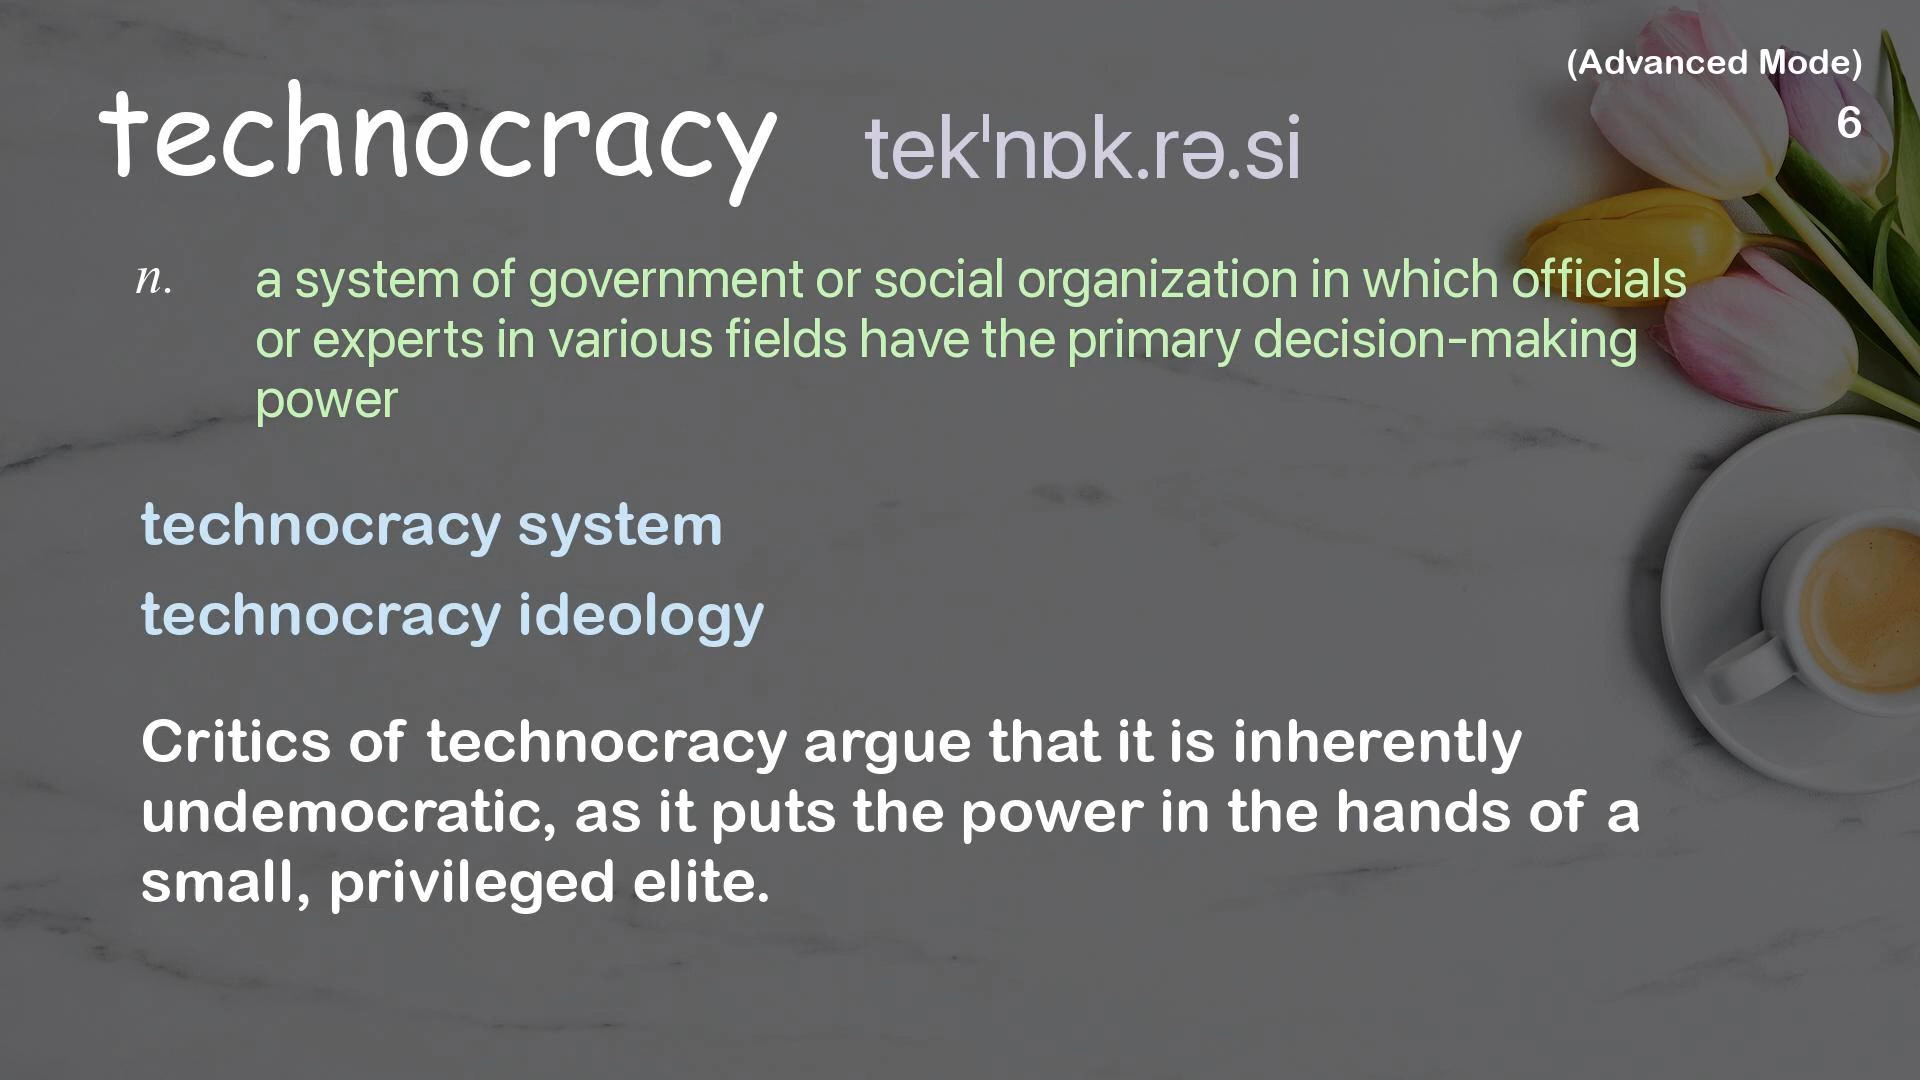 (Advanced Mode)
technocracy tekˈnɒk.rə.si
6
n. a system of government or social organization in which officials
or experts in various fields have the primary decision-making
power
technocracy system
technocracy ideology
Critics of technocracy argue that it is inherently
undemocratic, as it puts the power in the hands of a
small, privileged elite.